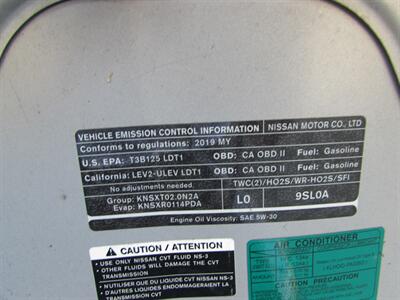 VEHICLE EMISSION CONTROL INFORMATION NISSAN MOTOR CO., LTD
Conforms to regulations: 2019 MY
U.S. EPA: T3B125 LDT1 OBD: CA OBD II Fuel: Gasoline
California: LEV2-ULEV LDT1 OBD: CA OBD II Fuel: Gasoline
No adjustments needed. TWC(2)/HO2S/WR-HO2S/SFI
Group: KNSXT02.0N2A
Evap: KNSXR0114PDA L0 9SL0A
Engine Oil Viscosity: SAE 5W-30
CAUTION / ATTENTION
• USE ONLY NISSAN CVT FLUID NS-3
• OTHER FLUIDS WILL DAMAGE CVT
TRANSMISSION
• N'UTILISER QUE DU LIQUIDE CVT NISSAN NS-3
• D'AUTRES LIQUIDES ENDOMMAGERAIENT LA
TRANSMISSION
AIR CONDITIONER
CAUTION PRECAUTION